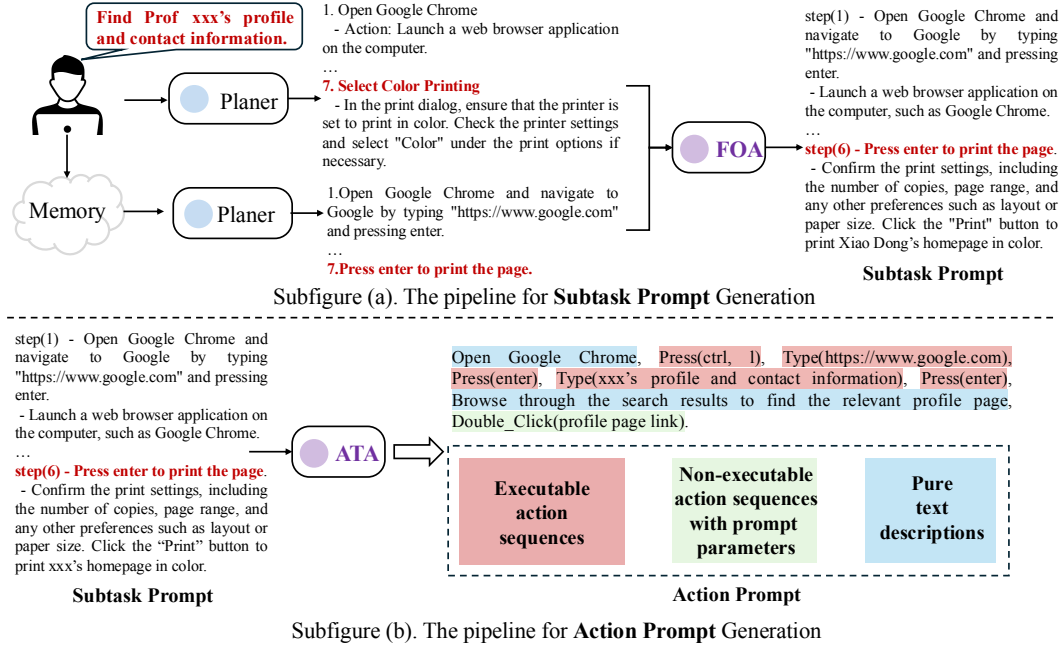 Find Prof xxx's profile
and contact information.
Planer
1. Open Google Chrome
- Action: Launch a web browser application
on the computer.
…
7. Select Color Printing
- In the print dialog, ensure that the printer is
set to print in color. Check the printer settings
and select "Color" under the print options if
necessary.
Memory
Planer
1.Open Google Chrome and navigate to
Google by typing "https://www.google.com"
and pressing enter.
…
7.Press enter to print the page.
FOA
step(1) - Open Google Chrome and
navigate to Google by typing
"https://www.google.com" and pressing
enter.
- Launch a web browser application on
the computer, such as Google Chrome.
…
step(6) - Press enter to print the page.
- Confirm the print settings, including
the number of copies, page range, and
any other preferences such as layout or
paper size. Click the "Print" button to
print Xiao Dong's homepage in color.
Subtask Prompt
Subfigure (a). The pipeline for Subtask Prompt Generation
step(1) - Open Google Chrome and
navigate to Google by typing
"https://www.google.com" and pressing
enter.
- Launch a web browser application on
the computer, such as Google Chrome.
…
step(6) - Press enter to print the page.
- Confirm the print settings, including
the number of copies, page range, and
any other preferences such as layout or
paper size. Click the “Print” button to
print xxx's homepage in color.
Subtask Prompt
ATA
Open Google Chrome, Press(ctrl, l), Type(https://www.google.com),
Press(enter), Type(xxx's profile and contact information), Press(enter),
Browse through the search results to find the relevant profile page,
Double_Click(profile page link).
Executable
action
sequences
Non-executable
action sequences
with prompt
parameters
Pure
text
descriptions
Action Prompt
Subfigure (b). The pipeline for Action Prompt Generation